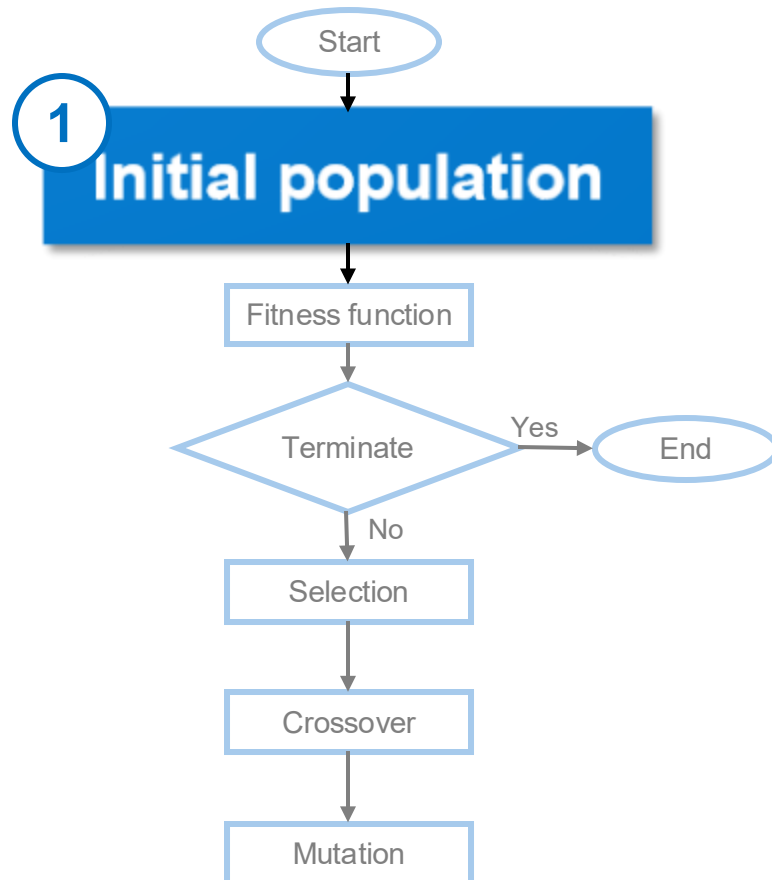 Start
1
Initial population
Fitness function
Terminate
Yes
End
No
Selection
Crossover
Mutation